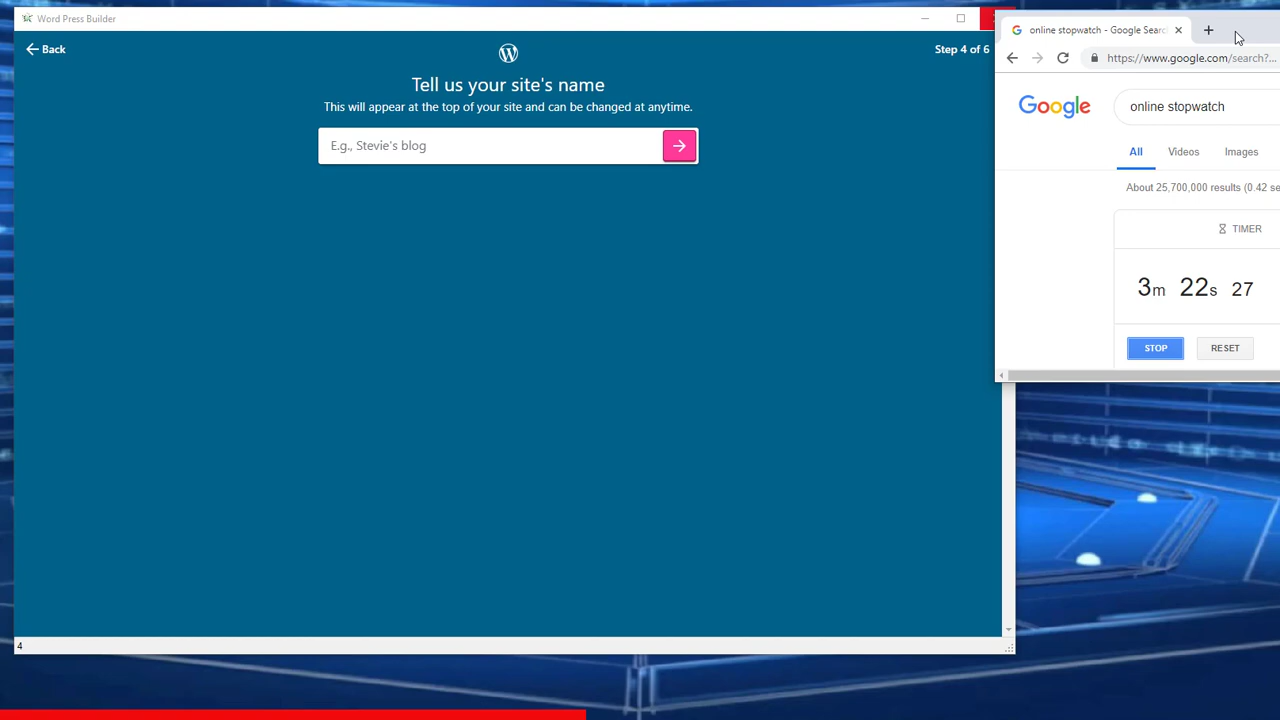 Word Press Builder
Back
Step 4 of 6
Tell us your site's name
This will appear at the top of your site and can be changed at anytime.
E.g., Stevie's blog
4
online stopwatch - Google Searc
https://www.google.com/search?...
Google
online stopwatch
All Videos Images
About 25,700,000 results (0.42 se
TIMER
3m 22s 27
STOP RESET